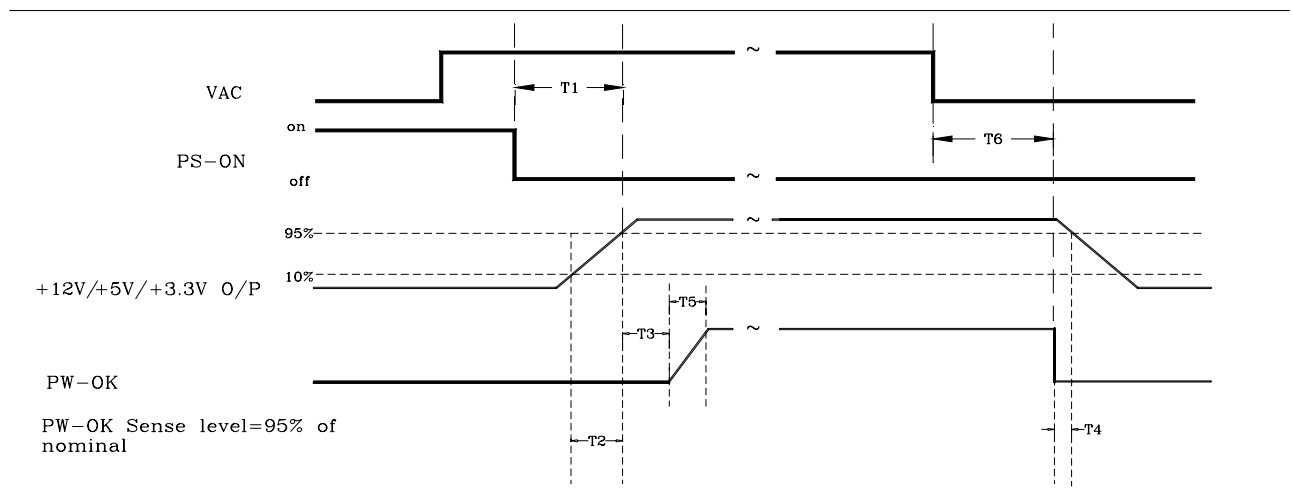 ~
T1
VAC
on
T6
PS-ON
~
off
~
95%
10%
+12V/+5V/+3.3V O/P
T5
~
T3
PW-OK
PW-OK Sense level=95% of
nominal
T4
T2